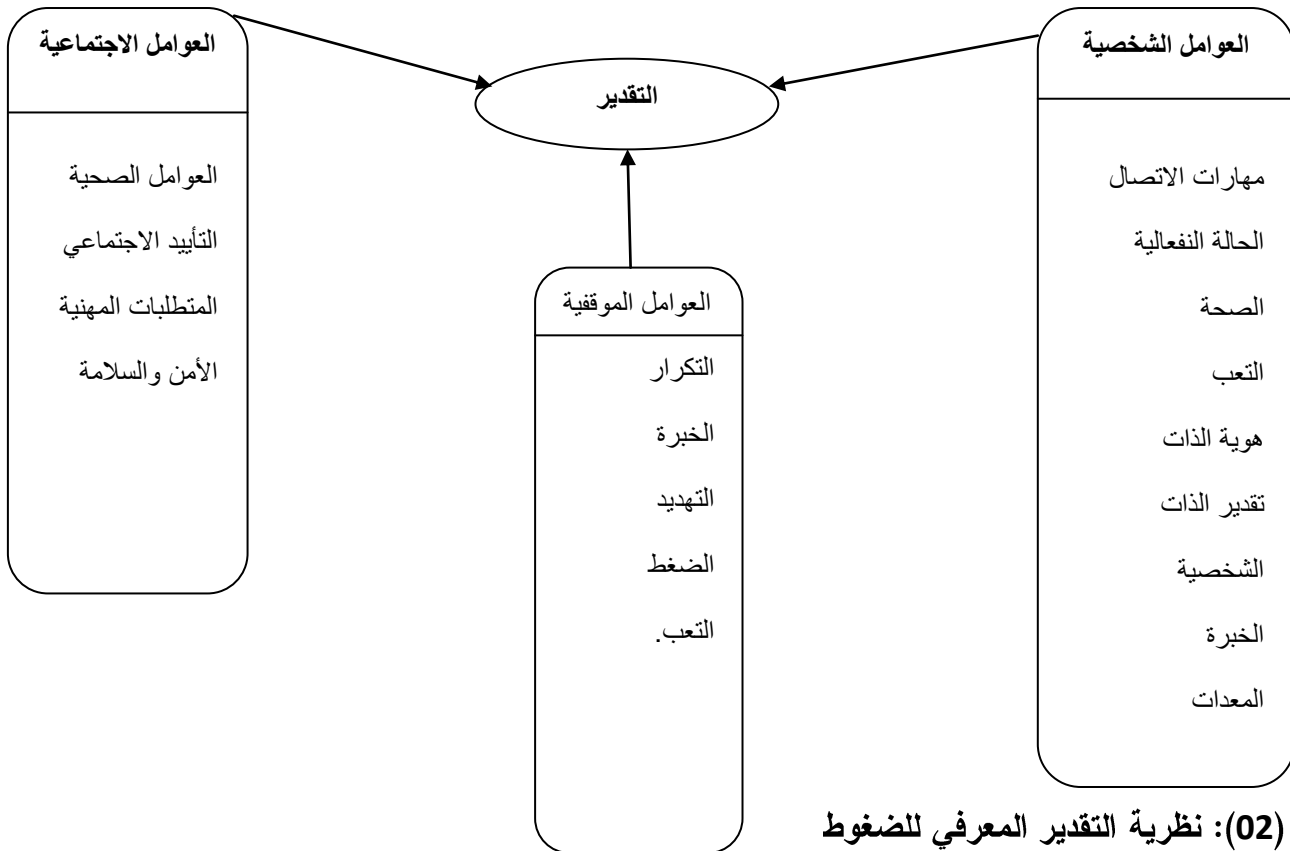 العوامل الشخصية
مهارات الاتصال
الحالة النفعالية
الصحة
التعب
هوية الذات
تقدير الذات
الشخصية
الخبرة
المعدات
التقدير
العوامل الموقفية
التكرار
الخبرة
التهديد
الضغط
التعب.
العوامل الاجتماعية
العوامل الصحية
التأييد الاجتماعي
المتطلبات المهنية
الأمن والسلامة
(02): نظرية التقدير المعرفي للضغوط